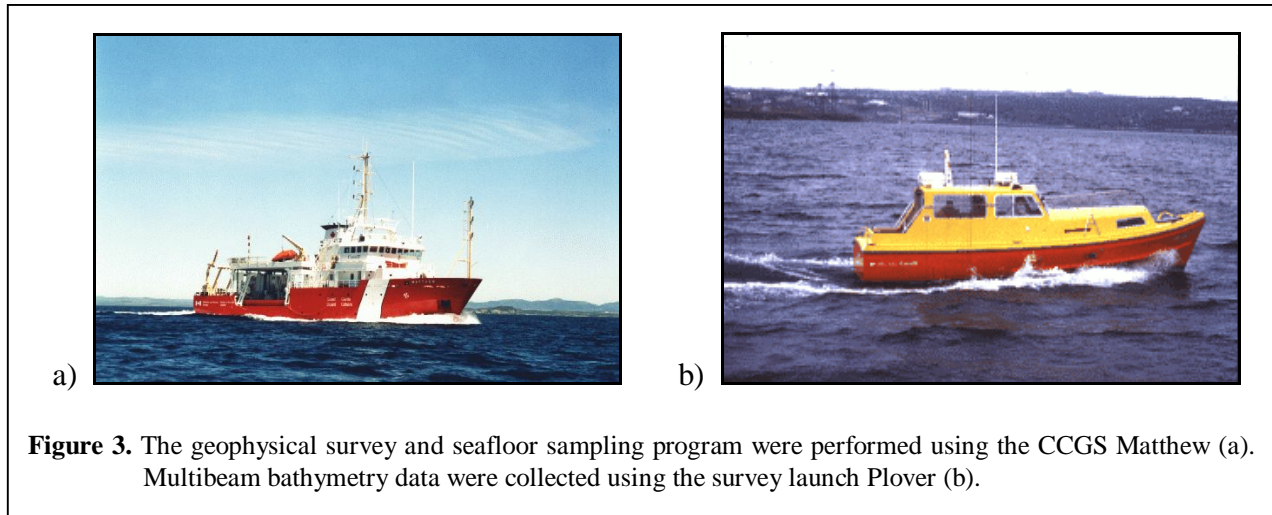 a)
b)
Figure 3. The geophysical survey and seafloor sampling program were performed using the CCGS Matthew (a).
Multibeam bathymetry data were collected using the survey launch Plover (b).